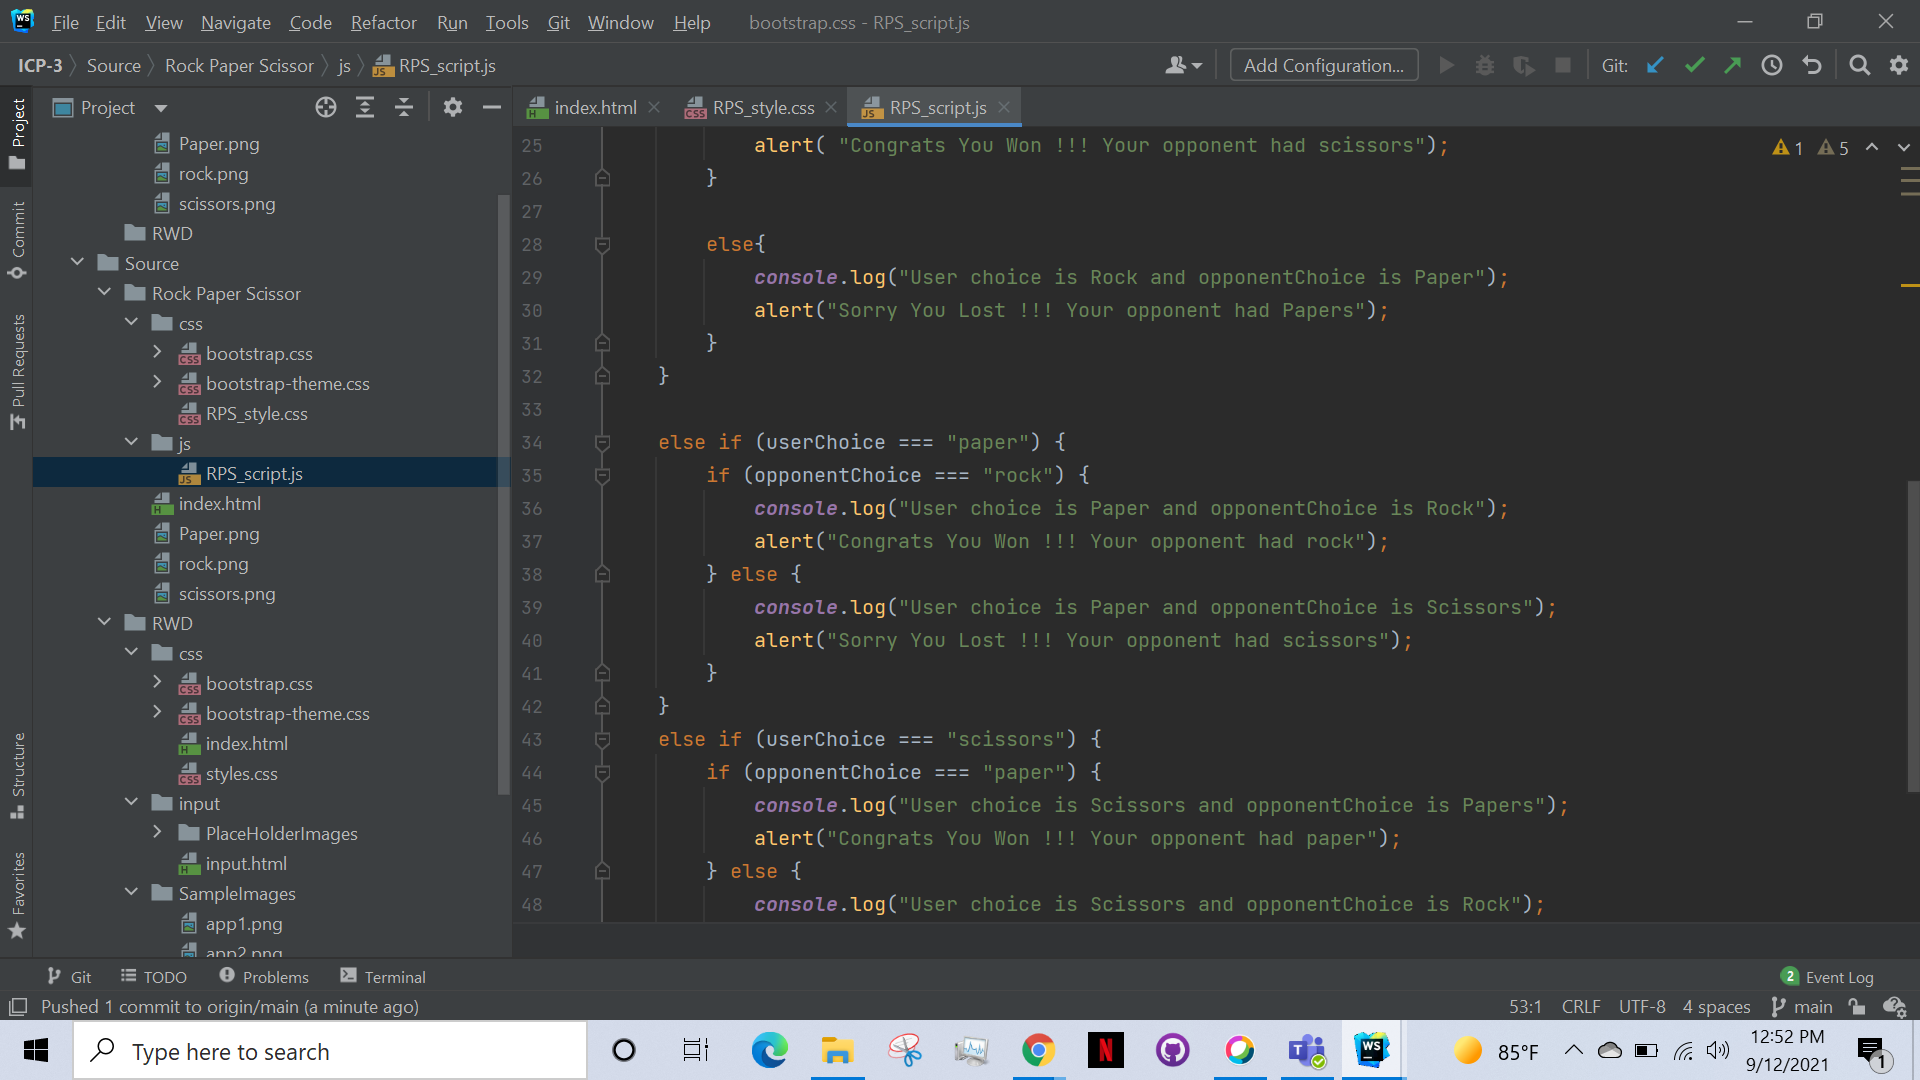 WS File Edit View Navigate Code Refactor Run Tools Git Window Help bootstrap.css - RPS_script.js
ICP-3 Source Rock Paper Scissor js RPS_script.js Add Configuration... Git:
Project
Paper.png
rock.png
scissors.png
RWD
Source
Rock Paper Scissor
css
bootstrap.css
bootstrap-theme.css
RPS_style.css
js
RPS_script.js
index.html
Paper.png
rock.png
scissors.png
RWD
css
bootstrap.css
bootstrap-theme.css
index.html
styles.css
input
PlaceHolderImages
input.html
SampleImages
app1.png
app2.png
Project
Commit
Pull Requests
Structure
Favorites
index.html RPS_style.css RPS_script.js
1 5
25 alert( "Congrats You Won !!! Your opponent had scissors");
26 }
27
28 else{
29 console.log("User choice is Rock and opponentChoice is Paper");
30 alert("Sorry You Lost !!! Your opponent had Papers");
31 }
32 }
33
34 else if (userChoice === "paper") {
35 if (opponentChoice === "rock") {
36 console.log("User choice is Paper and opponentChoice is Rock");
37 alert("Congrats You Won !!! Your opponent had rock");
38 } else {
39 console.log("User choice is Paper and opponentChoice is Scissors");
40 alert("Sorry You Lost !!! Your opponent had scissors");
41 }
42 }
43 else if (userChoice === "scissors") {
44 if (opponentChoice === "paper") {
45 console.log("User choice is Scissors and opponentChoice is Papers");
46 alert("Congrats You Won !!! Your opponent had paper");
47 } else {
48 console.log("User choice is Scissors and opponentChoice is Rock");
Git TODO Problems Terminal 2 Event Log
Pushed 1 commit to origin/main (a minute ago) 53:1 CRLF UTF-8 4 spaces main
Type here to search N T WS 85°F 12:52 PM
9/12/2021 1